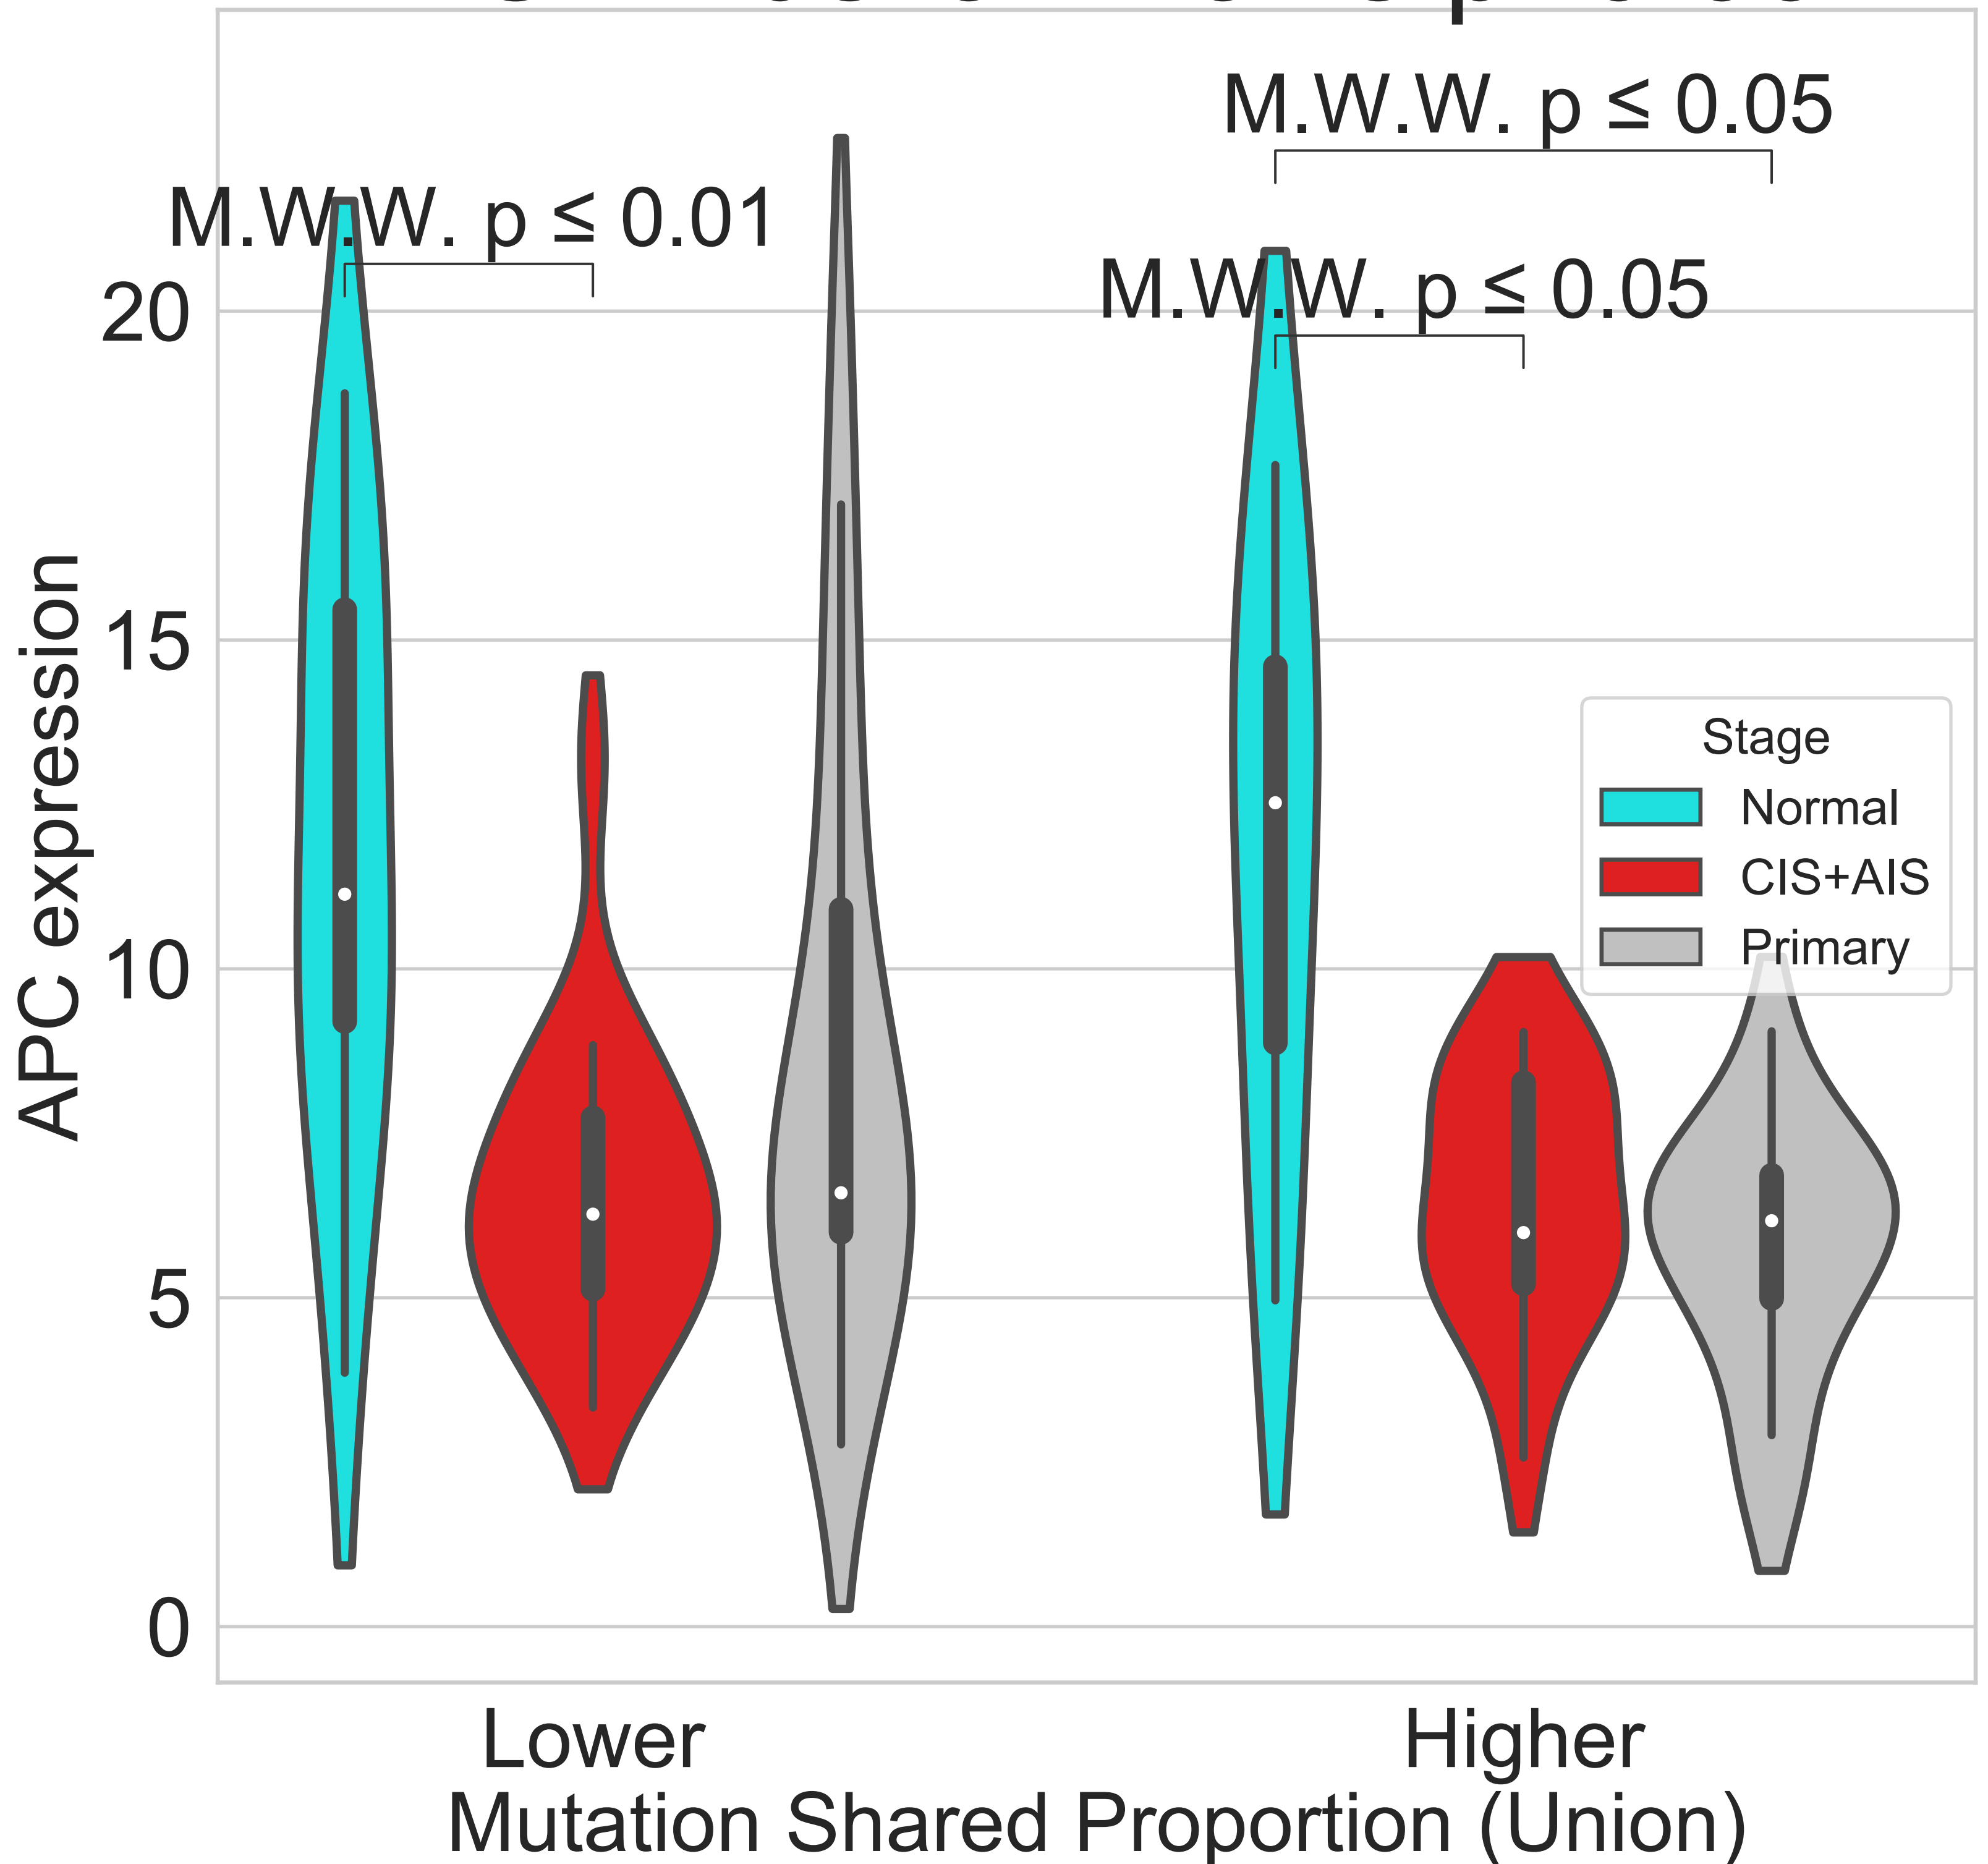 M.W.W. p ≤ 0.05
M.W.W. p ≤ 0.01
M.W.W. p ≤ 0.05
20
15
10
5
0
APC expression
Stage
Normal
CIS+AIS
Primary
Lower
Higher
Mutation Shared Proportion (Union)